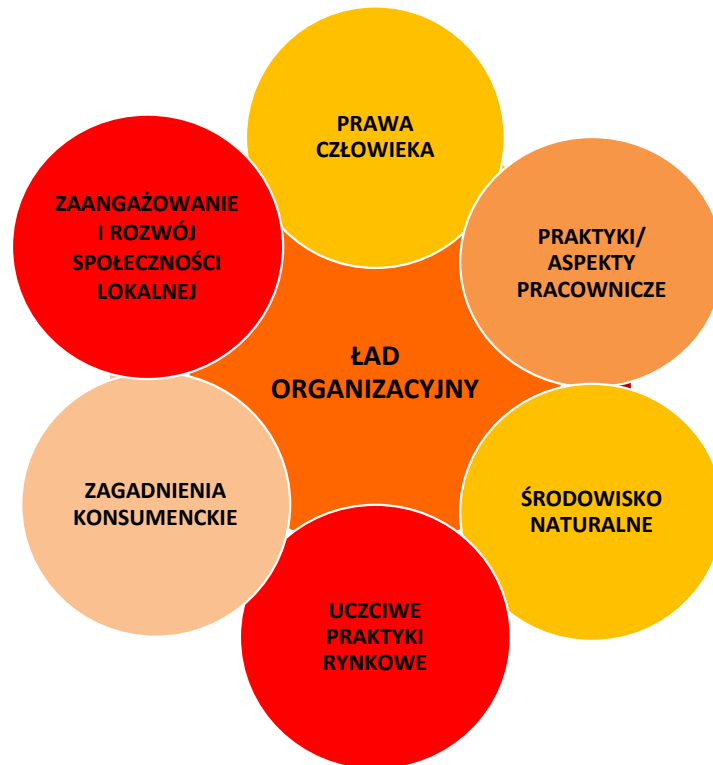 PRAWA
CZŁOWIEKA
ZAANGAŻOWANIE
I ROZWÓJ
SPOŁECZNOŚCI
LOKALNEJ
PRAKTYKI/
ASPEKTY
PRACOWNICZE
ŁAD
ORGANIZACYJNY
ZAGADNIENIA
KONSUMENCKIE
ŚRODOWISKO
NATURALNE
UCZCIWE
PRAKTYKI
RYNKOWE